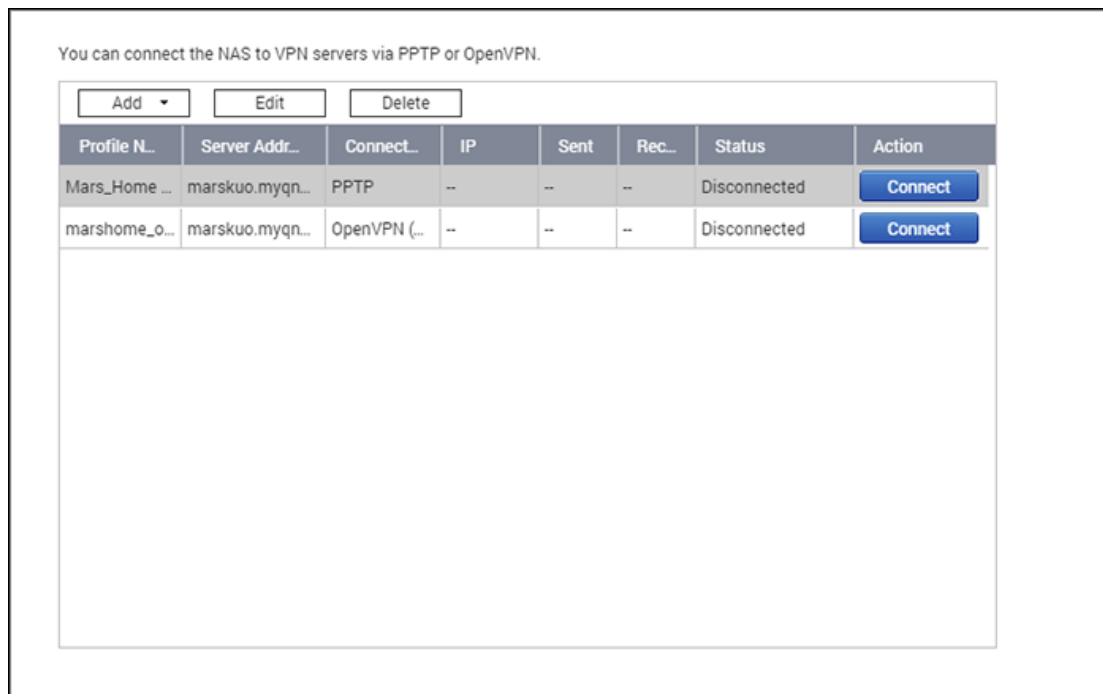 You can connect the NAS to VPN servers via PPTP or OpenVPN.
Add Edit Delete
Profile N... Server Addr... Connect... IP Sent Rec... Status Action
Mars_Home ... marskuo.myqn... PPTP -- -- -- Disconnected Connect
marshome_o... marskuo.myqn... OpenVPN (... -- -- -- Disconnected Connect